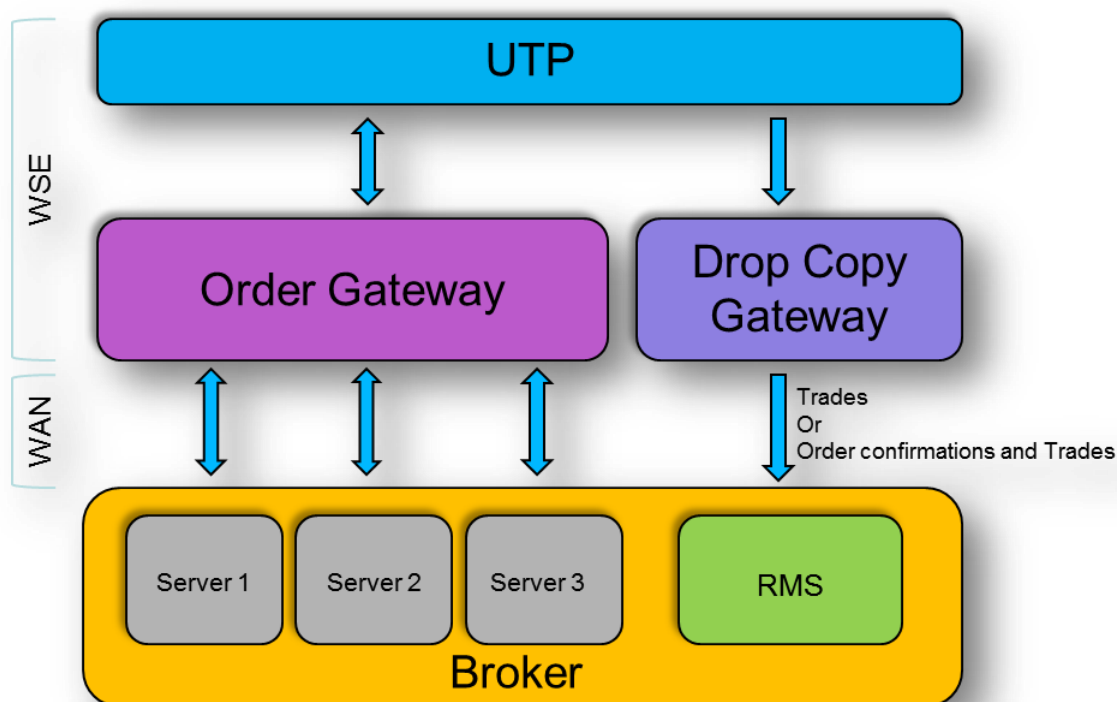 UTP
WSE
Order Gateway
Drop Copy
Gateway
WAN
Trades
Or
Order confirmations and Trades
Server 1
Server 2
Server 3
RMS
Broker